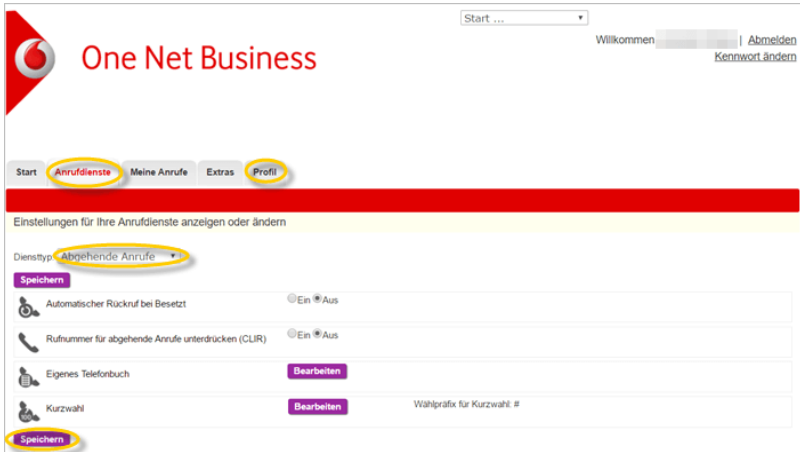 Start ...
Willkommen | Abmelden
Kennwort ändern
One Net Business
Start Anrufdienste Meine Anrufe Extras Profil
Einstellungen für Ihre Anrufdienste anzeigen oder ändern
Diensttyp: Abgehende Anrufe
Speichern
Automatischer Rückruf bei Besetzt Ein Aus
Rufnummer für abgehende Anrufe unterdrücken (CLIR) Ein Aus
Eigenes Telefonbuch Bearbeiten
Kurzwahl Bearbeiten Wählpräfix für Kurzwahl: #
Speichern